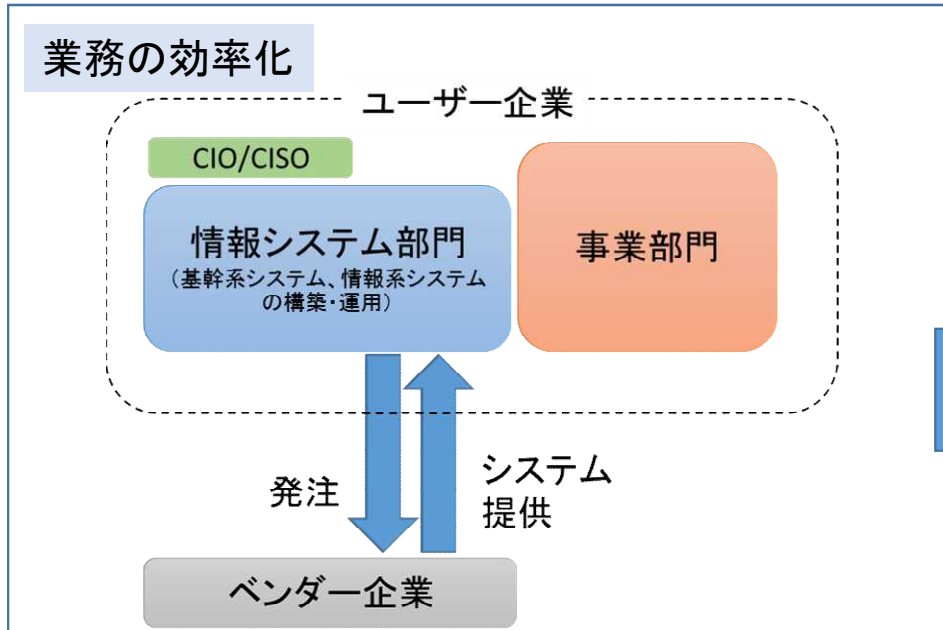 業務の効率化
ユーザー企業
CIO/CISO
情報システム部門
（基幹系システム、情報系システム
の構築・運用）
事業部門
発注
システム
提供
ベンダー企業